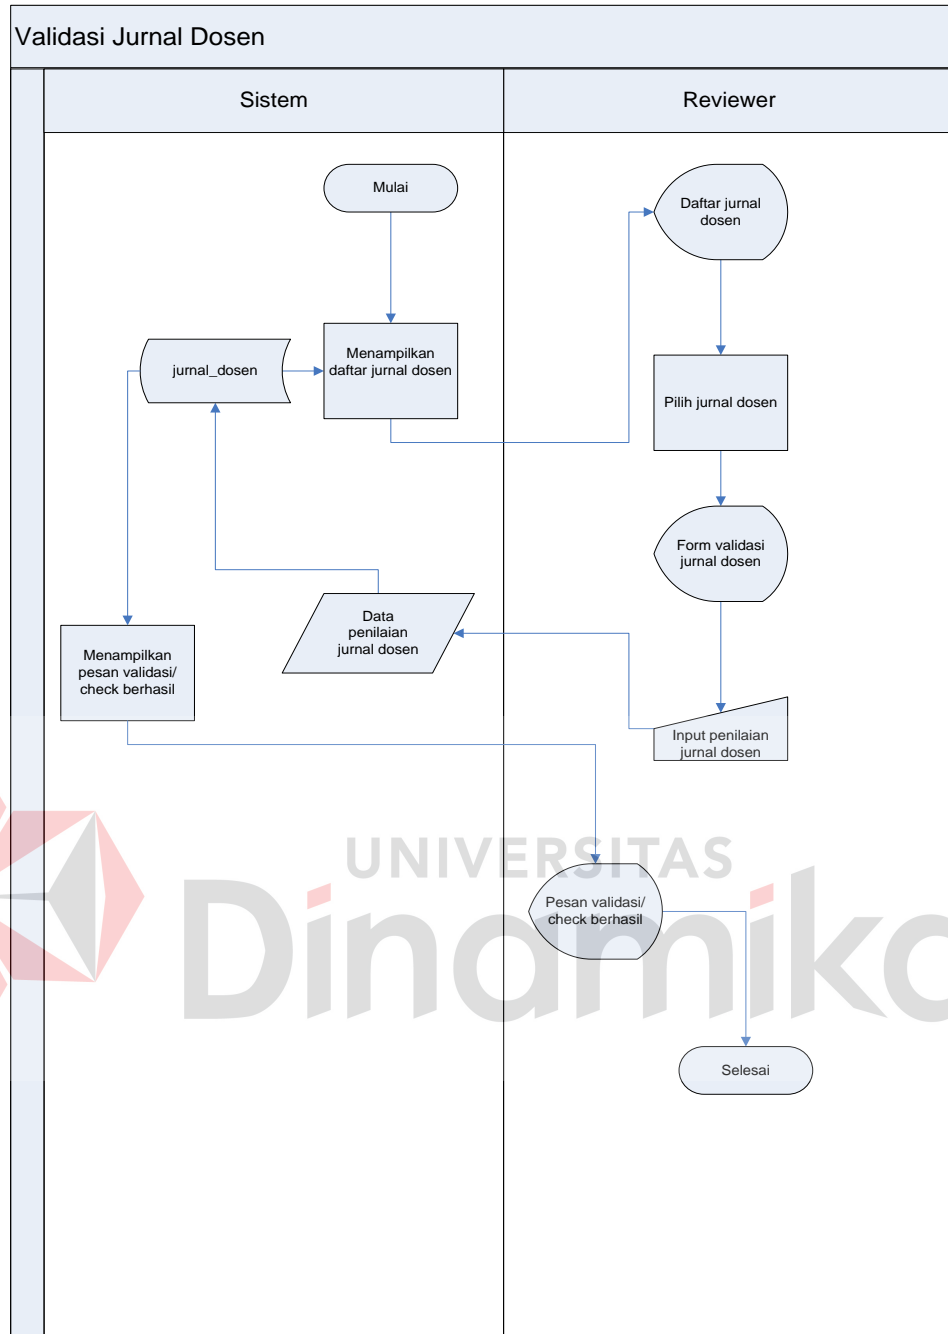 Validasi Jurnal Dosen
Sistem
Reviewer
Mulai
Daftar jurnal
dosen
jurnal_dosen
Menampilkan
daftar jurnal dosen
Pilih jurnal dosen
Form validasi
jurnal dosen
Data
penilaian
jurnal dosen
Menampilkan
pesan validasi/
check berhasil
Input penilaian
jurnal dosen
UNIVERSITAS
Dinamika
Pesan validasi/
check berhasil
Selesai